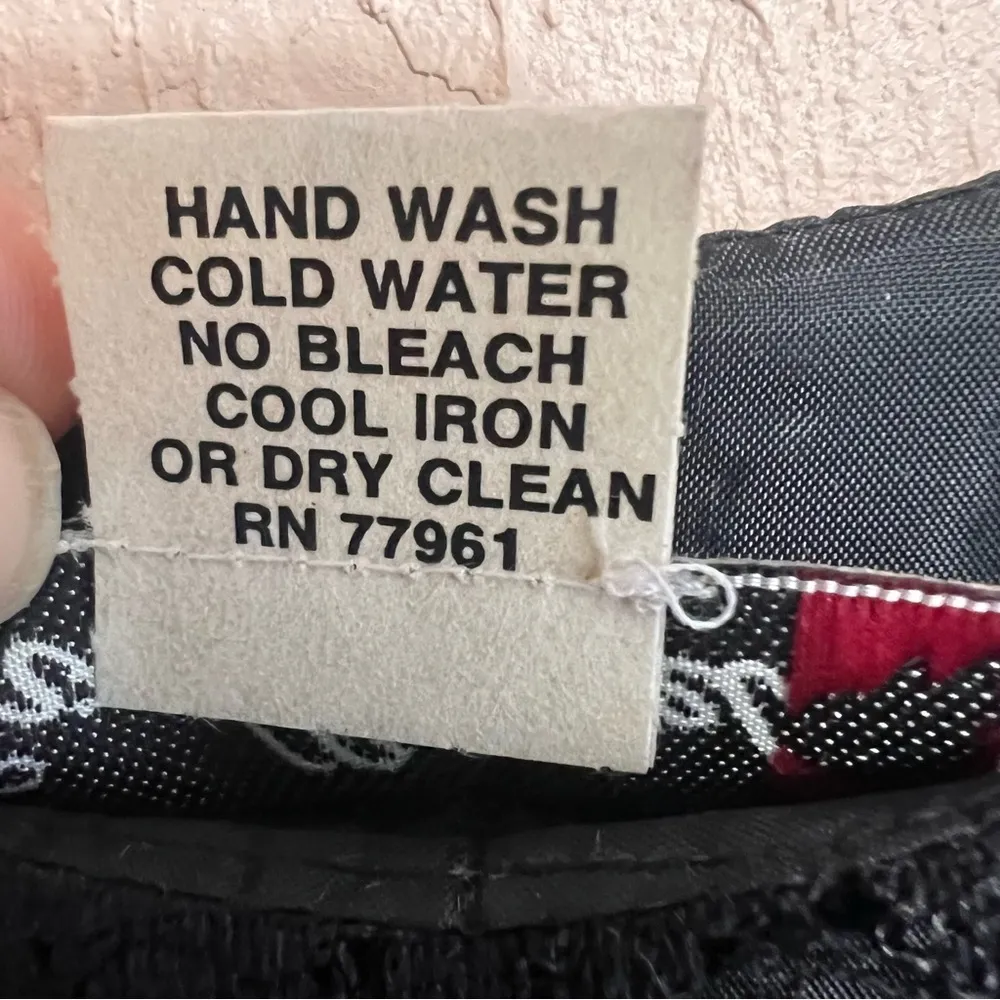 HAND WASH
COLD WATER
NO BLEACH
COOL IRON
OR DRY CLEAN
RN 77961